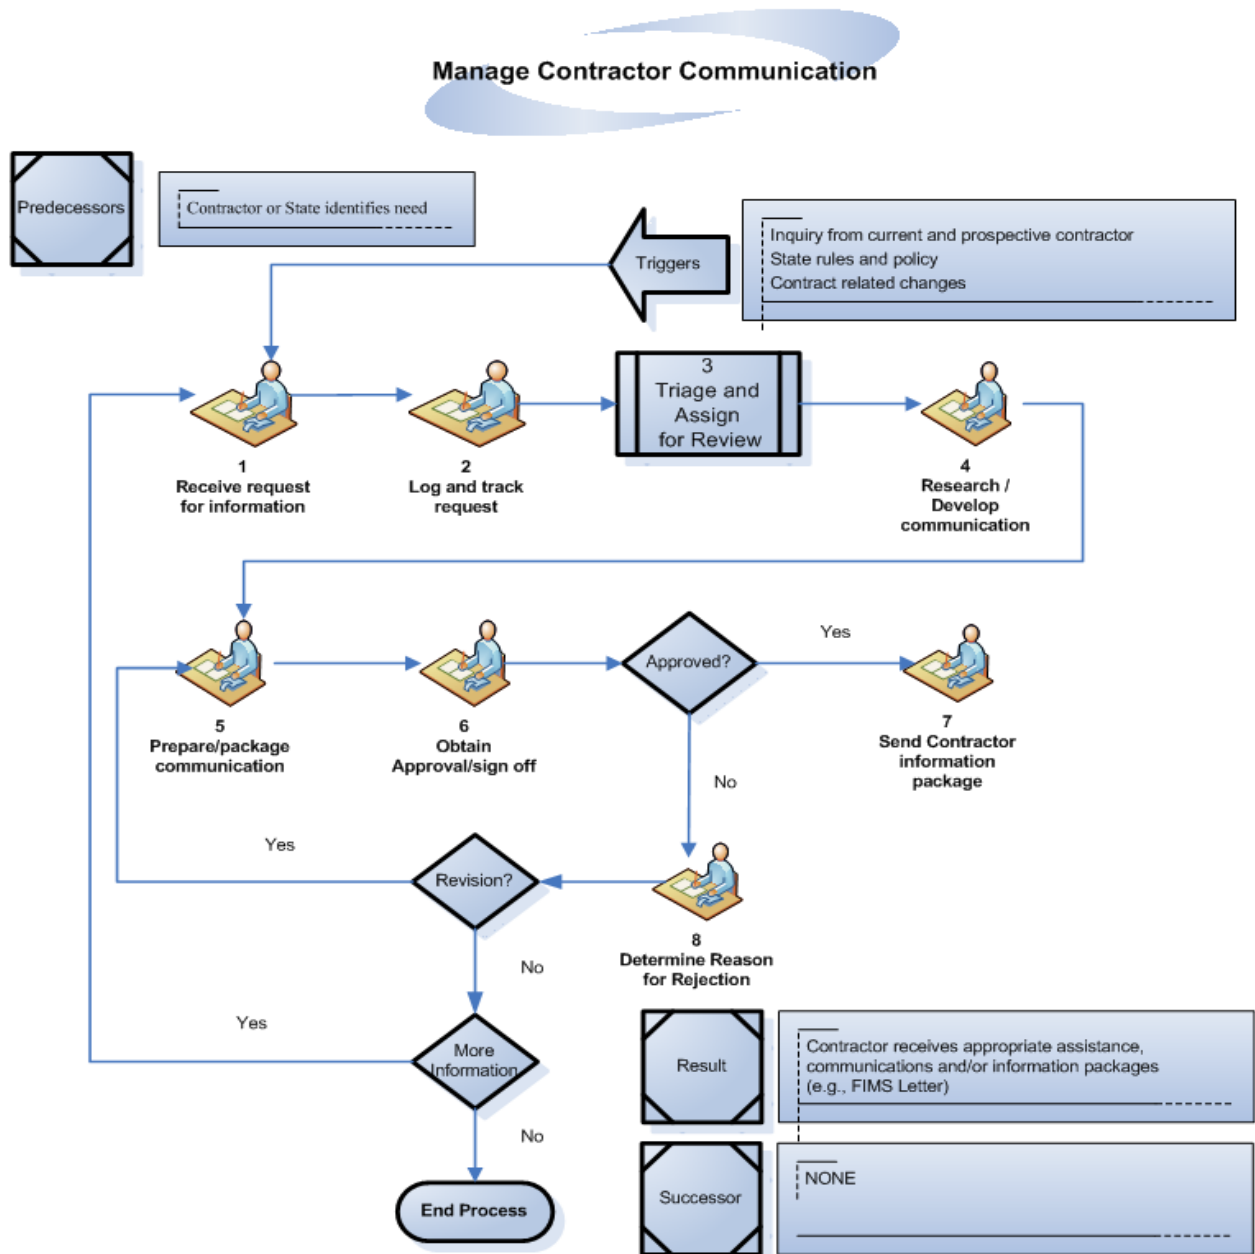 Manage Contractor Communication
Predecessors
Contractor or State identifies need
Triggers
Inquiry from current and prospective contractor
State rules and policy
Contract related changes
1
Receive request
for information
2
Log and track
request
3
Triage and
Assign
for Review
4
Research /
Develop
communication
5
Prepare/package
communication
6
Obtain
Approval/sign off
Approved?
Yes
7
Send Contractor
information
package
No
8
Determine Reason
for Rejection
Revision?
Yes
No
More
Information
Yes
No
End Process
Result
Contractor receives appropriate assistance,
communications and/or information packages
(e.g., FIMS Letter)
Successor
NONE